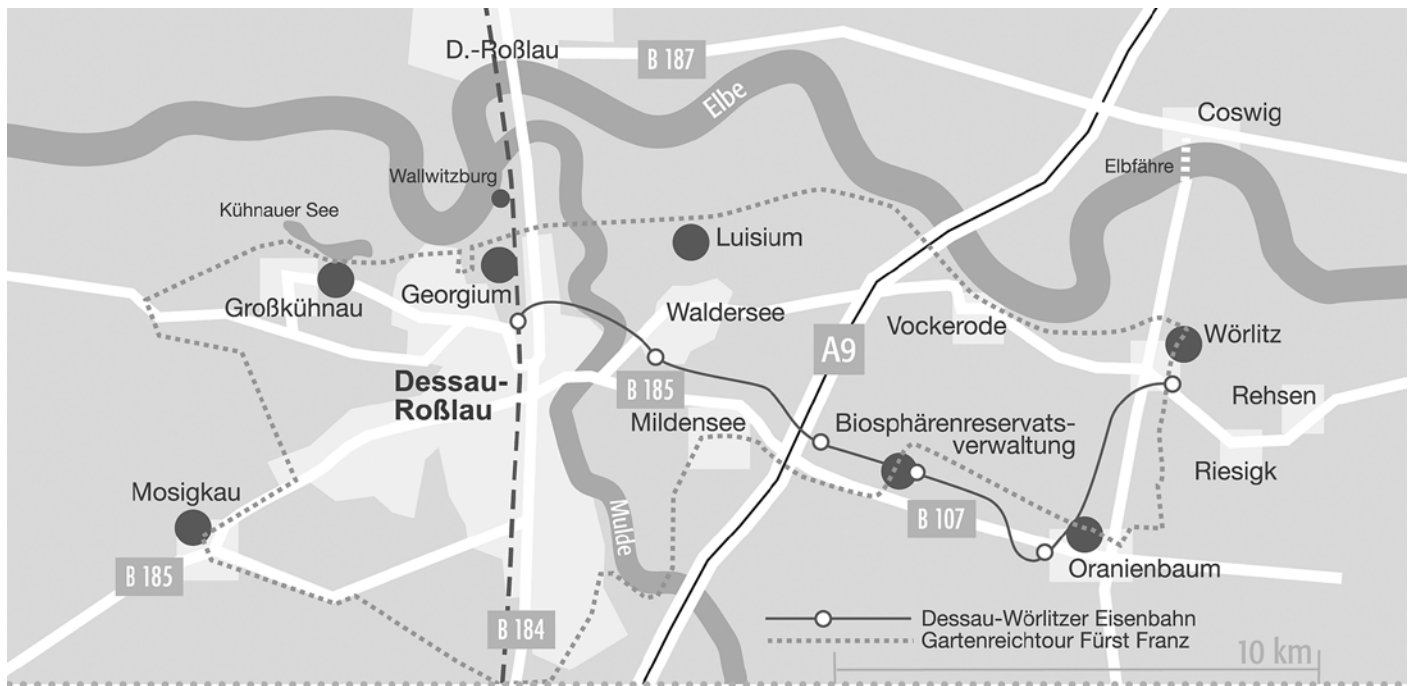 D.-Roßlau
B 187
Elbe
Coswig
Elbfähre
Wallwitzburg
Kühnauer See
Luisium
Georgium
Großkühnau
Waldersee
Vockerode
Wörlitz
A9
Dessau-
Roßlau
B 185
Mildensee
Rehsen
Biosphärenreservats-
verwaltung
Riesigk
Mosigkau
Mulde
B 107
B 185
Oranienbaum
B 184
Dessau-Wörlitzer Eisenbahn
Gartenreichtour Fürst Franz
10 km